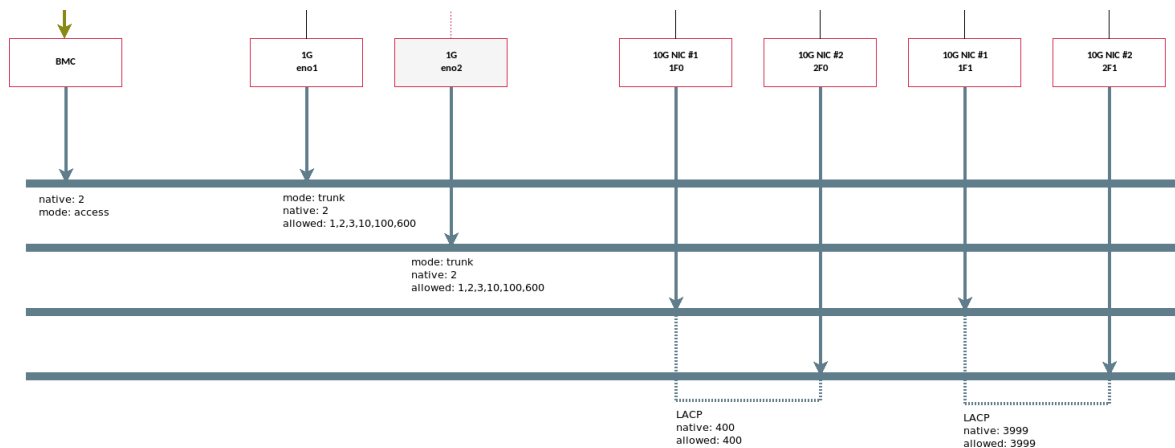 BMC
1G
eno1
1G
eno2
10G NIC #1
1F0
10G NIC #2
2F0
10G NIC #1
1F1
10G NIC #2
2F1
native: 2
mode: access
mode: trunk
native: 2
allowed: 1,2,3,10,100,600
mode: trunk
native: 2
allowed: 1,2,3,10,100,600
LACP
native: 400
allowed: 400
LACP
native: 3999
allowed: 3999